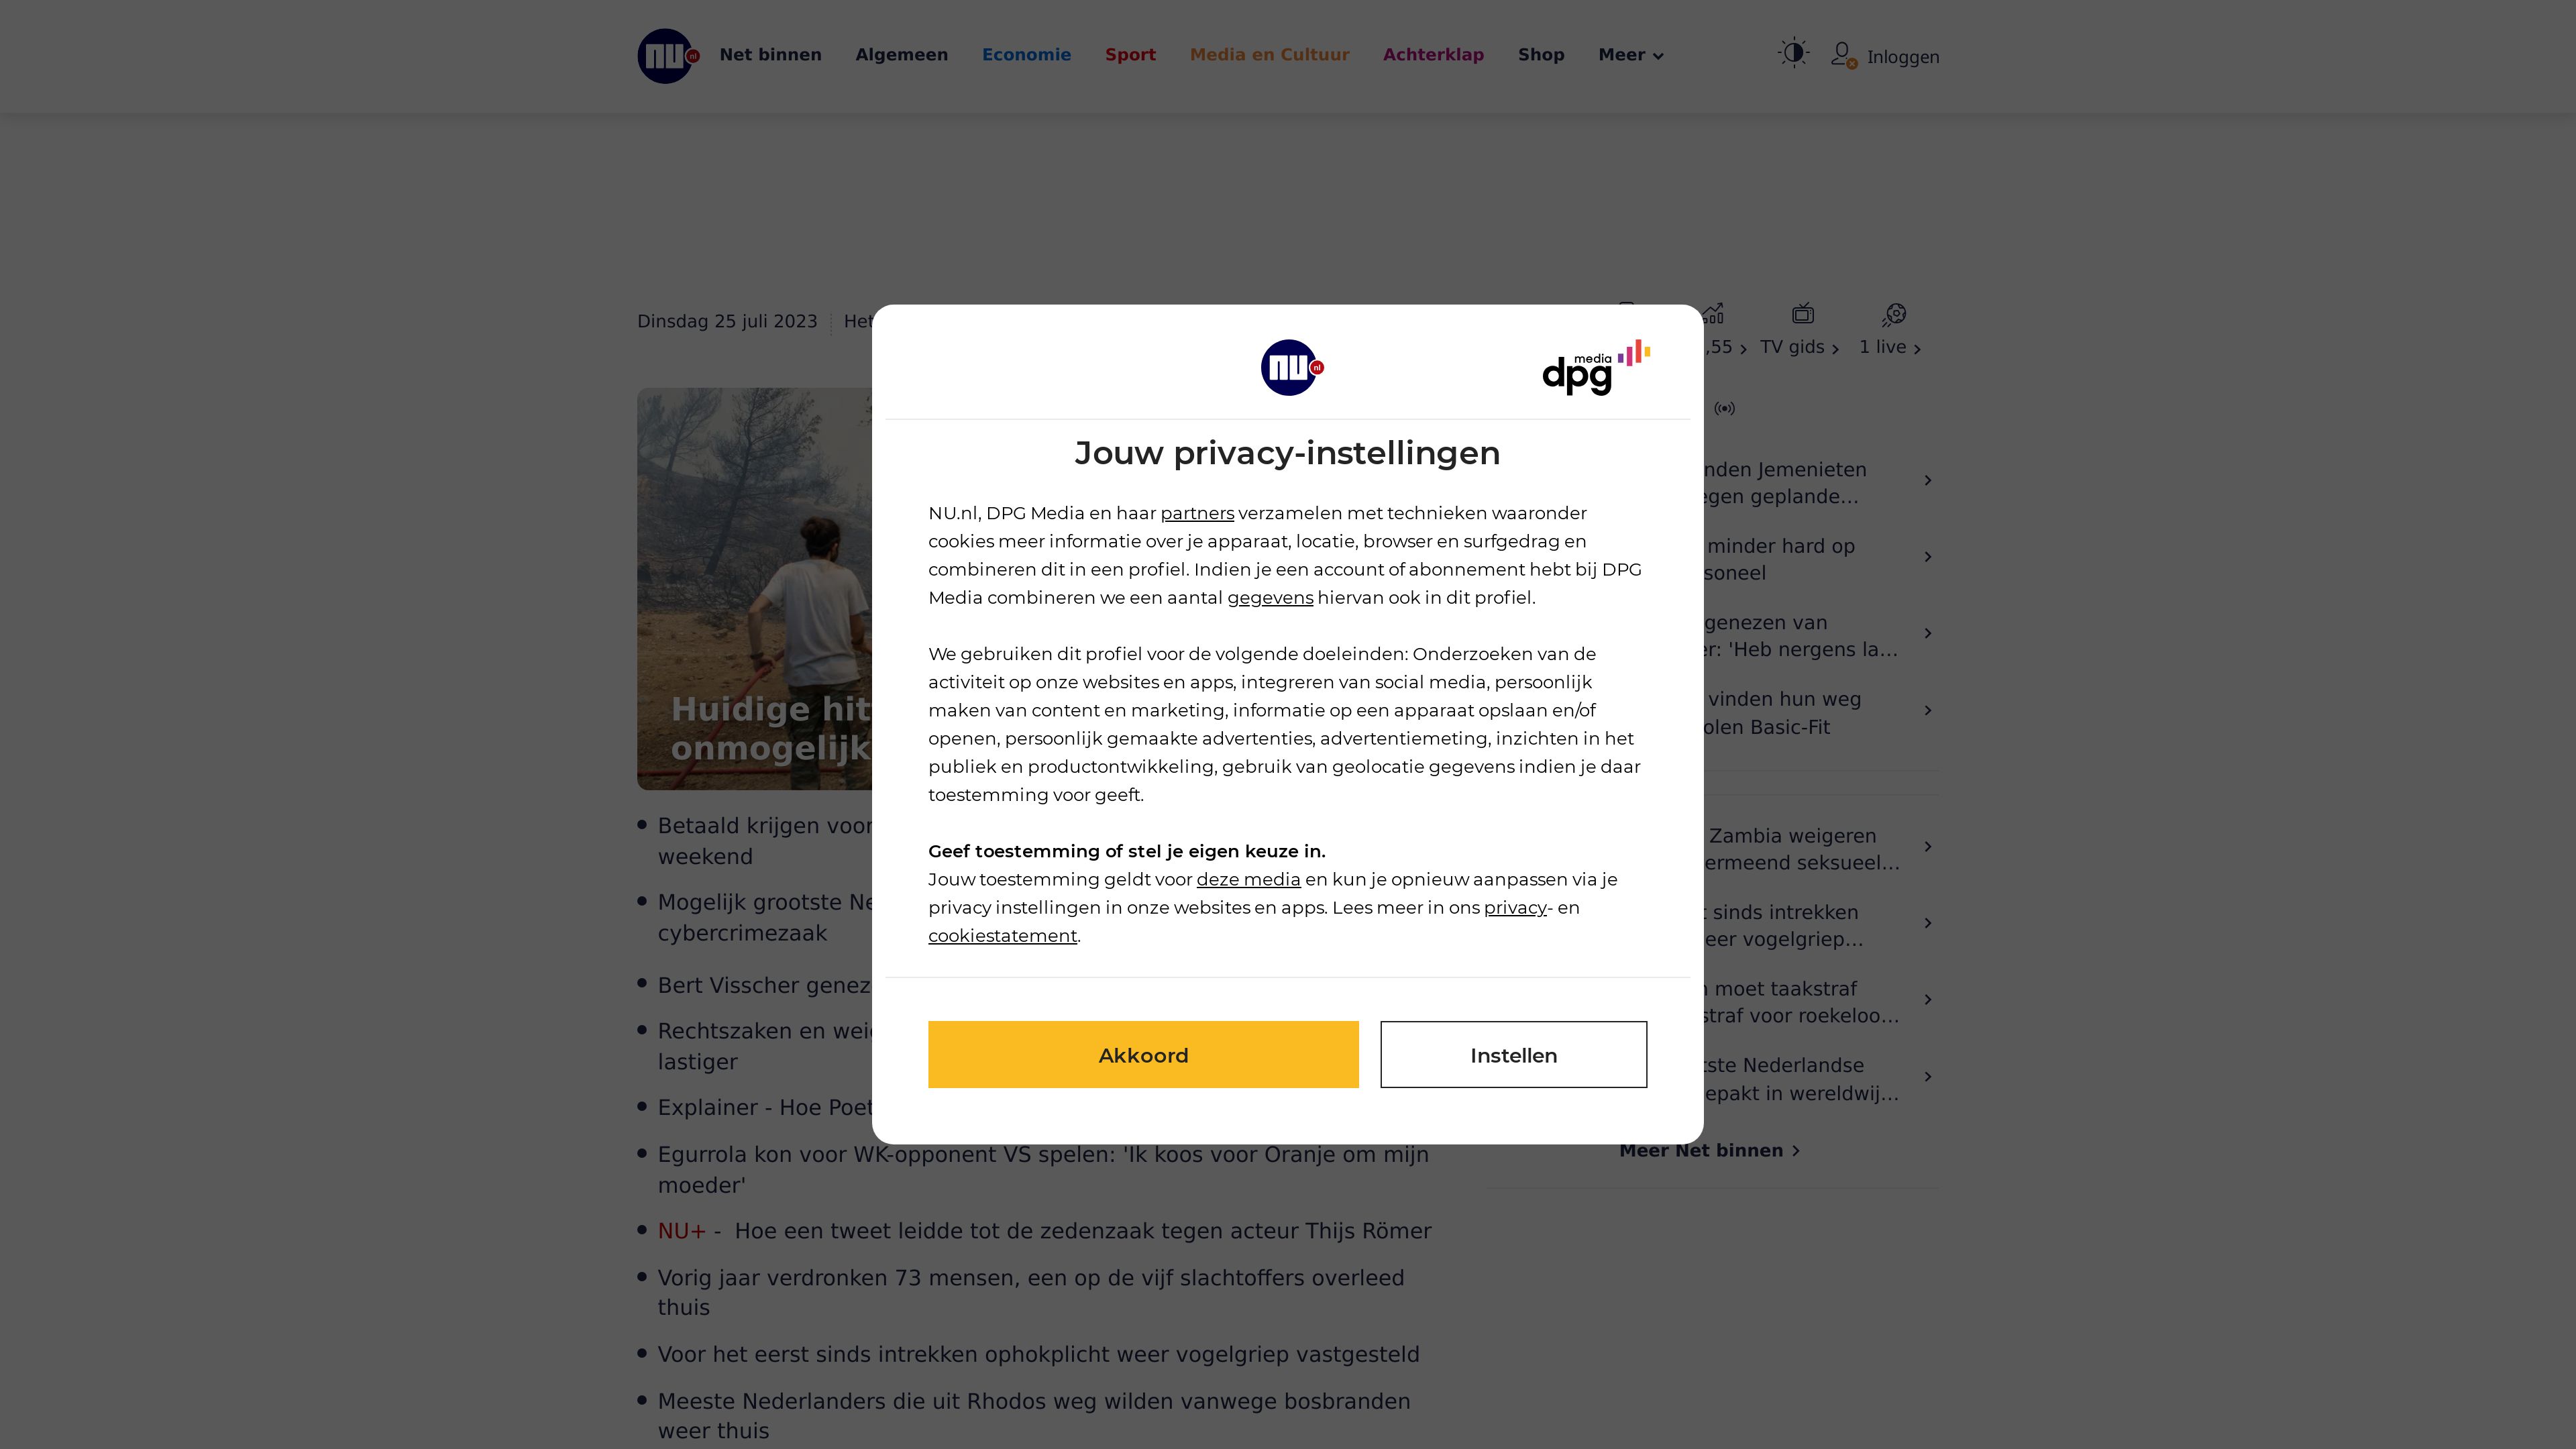 NU nl
Net binnen
Algemeen
Economie
Sport
Media en Cultuur
Achterklap
Shop
Meer
Inloggen
Dinsdag 25 juli 2023
Het
,55
TV gids
1 live
NU nl
media
dpg
Jouw privacy-instellingen
NU.nl, DPG Media en haar partners verzamelen met technieken waaronder
cookies meer informatie over je apparaat, locatie, browser en surfgedrag en
combineren dit in een profiel. Indien je een account of abonnement hebt bij DPG
Media combineren we een aantal gegevens hiervan ook in dit profiel.
We gebruiken dit profiel voor de volgende doeleinden: Onderzoeken van de
activiteit op onze websites en apps, integreren van social media, persoonlijk
maken van content en marketing, informatie op een apparaat opslaan en/of
openen, persoonlijk gemaakte advertenties, advertentiemeting, inzichten in het
publiek en productontwikkeling, gebruik van geolocatie gegevens indien je daar
toestemming voor geeft.
Geef toestemming of stel je eigen keuze in.
Jouw toestemming geldt voor deze media en kun je opnieuw aanpassen via je
privacy instellingen in onze websites en apps. Lees meer in ons privacy- en
cookiestatement.
Akkoord
Instellen
Huidige hit
onmogelijk
Betaald krijgen voor
weekend
Mogelijk grootste Ne
cybercrimezaak
Bert Visscher genez
Rechtszaken en wei
lastiger
Explainer - Hoe Poet
Egurrola kon voor WK-opponent VS spelen: 'Ik koos voor Oranje om mijn
moeder'
NU+ - Hoe een tweet leidde tot de zedenzaak tegen acteur Thijs Römer
Vorig jaar verdronken 73 mensen, een op de vijf slachtoffers overleed
thuis
Voor het eerst sinds intrekken ophokplicht weer vogelgriep vastgesteld
Meeste Nederlanders die uit Rhodos weg wilden vanwege bosbranden
weer thuis
nden Jemenieten
egen geplande...
minder hard op
soneel
genezen van
er: 'Heb nergens la...
vinden hun weg
olen Basic-Fit
Zambia weigeren
ermeend seksueel...
t sinds intrekken
eer vogelgriep...
n moet taakstraf
straf voor roekeloo...
tste Nederlandse
epakt in wereldwij...
Meer Net binnen